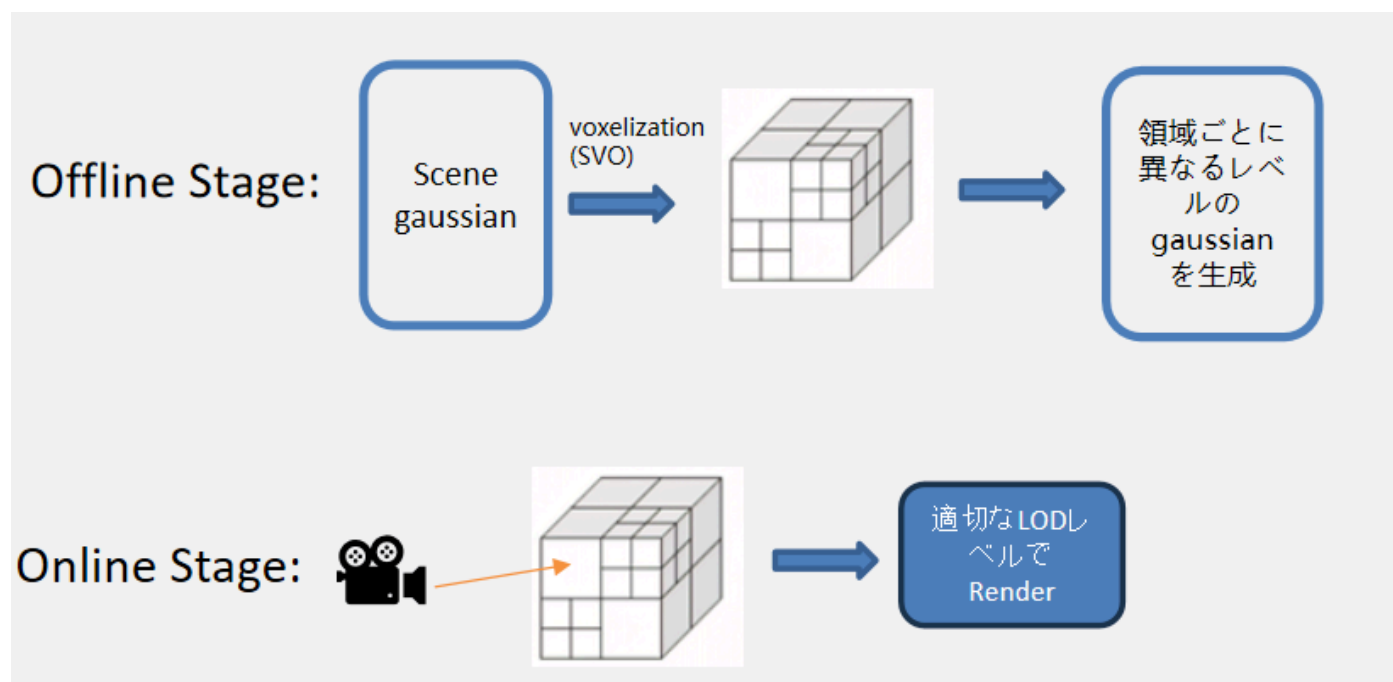 Offline Stage:
Scene
gaussian
voxelization
(SVO)
領域ごとに
異なるレベ
ルの
gaussian
を生成
Online Stage:
適切なLODレ
ベルで
Render